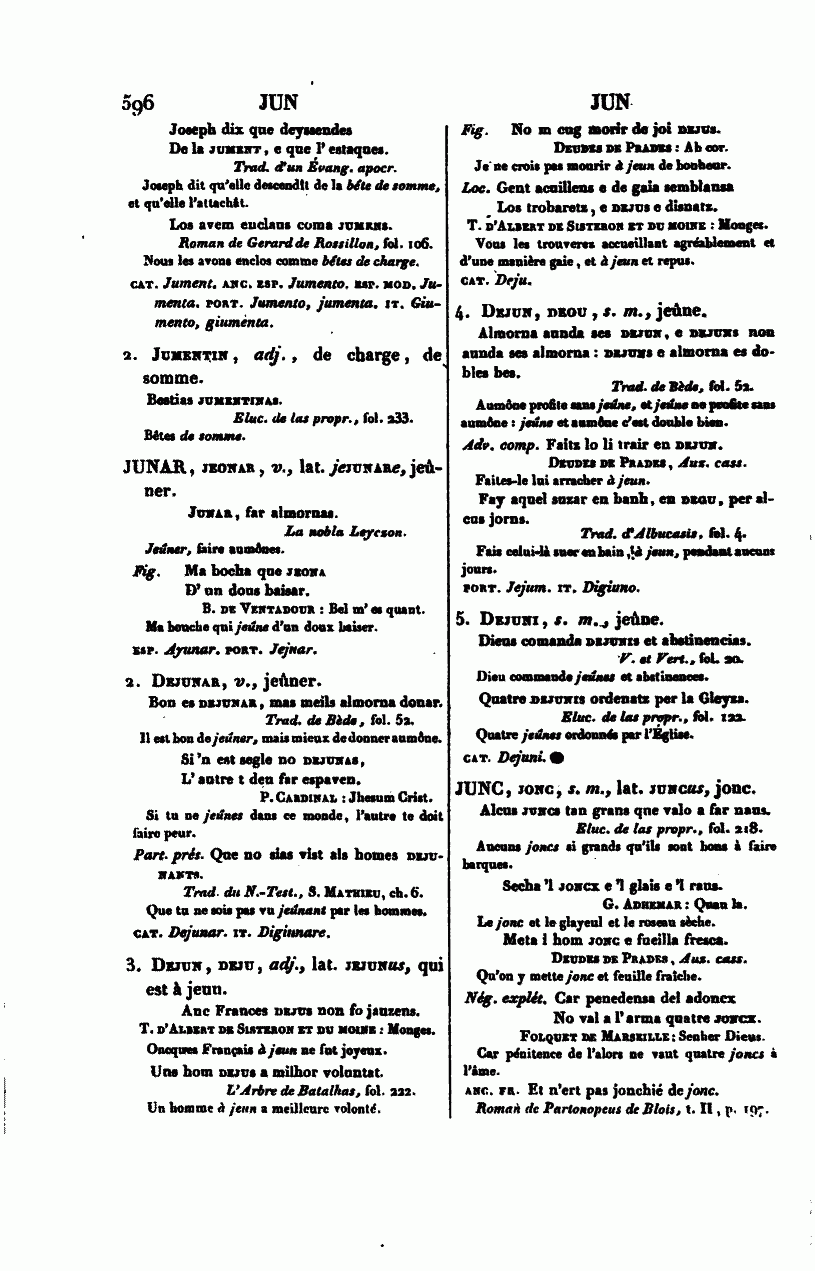 596 JUN JUN
Joseph dix que deyssendes
De la JUMENT, e que l' estaques.
Trad. d'un Évang. apocr.
Joseph dit qu'elle descendît de la bête de somme,
et qu'elle l'attachât.
Los avem euclaus coma JUMENS.
Roman de Gerard de Rossillon, fol. 106.
Nous les avons enclos comme bêtes de charge.
CAT. Jument. ANC. ESP. Jumento. ESP. MOD. Ju-
menta. PORT. Jumento, jumenta. IT. Giu-
mento, giumenta.
2. JUMENTIN, adj., de charge, de
somme.
Bestias JUMENTINAS.
Eluc. de las propr., fol. 233.
Bêtes de somme.
JUNAR, JEONAR, v., lat. jejUNARe, jeû-
ner.
JUNAR, far almornas.
La nobla Leyczon.
Jeûner, faire aumônes.
Fig. Ma bocha que JEONA
D' un dous baisar.
B. DE VENTADOUR : Bel m' es quant.
Ma bouche qui jeûne d'un doux baiser.
ESP. Ayunar. PORT. Jejnar.
2. DEJUNAR, v., jeûner.
Bon es DEJUNAR, mas meils almorna donar.
Trad. de Bède, fol. 52.
Il est bon de jeûner, mais mieux de donner aumône.
Si 'n est segle no DEJUNAS,
L' autre t deu far espaven.
P. CARDINAL : Jhesum Crist.
Si tu ne jeûnes dans ce monde, l'autre te doit
faire peur.
Part. prés. Que no sias vist als homes DEJU-
NANTS.
Trad. du N.-Test., S. MATHIEU, ch. 6.
Que tu ne sois pas vu jeûnant par les hommes.
CAT. Dejunar. IT. Digiunare.
3. DEJUN, DEJU, adj., lat. JEJUNus, qui
est à jeun.
Anc Frances DEJUS non fo jauzens.
T. D'ALBERT DE SISTERON ET DU MOINE : Monges.
Oncques Français à jeun ne fut joyeux.
Uns hom DEJUS a milhor volontat.
L'Arbre de Batalhas, fol. 222.
Un homme à jeun a meilleure volonté.
Fig. No m cug morir de joi DEJUS.
DEUDES DE PRADES : Ab cor.
Je ne crois pas mourir à jeun de bonheur.
Loc. Gent acuillens e de gaia semblansa
Los trobaretz, e DEJUS e disnatz.
T. D'ALBERT DE SISTERON ET DU MOINE : Monges.
Vous les trouverez accueillant agréablement et
d'une manière gaie, et à jeun et repus.
CAT. Deju.
4. DEJUN, DEOU, s. m., jeûne.
Almorna aunda ses DEJUN, e DEJUNS non
aunda ses almorna : DEJUNS e almorna es do-
bles bes.
Trad. de Bède, fol. 52.
Aumône profite sans jeûne, et jeûne ne profite sans
aumône : jeûne et aumône c'est double bien.
Adv. comp. Faitz lo li trair en DEJUN.
DEUDES DE PRADES, Aus. cass.
Faites-le lui arracher à jeun.
Fay aquel suzar en banh, en DEGU, per al-
cus jorns.
Trad. d'Albucasis, fol. 4.
Fais celui-là suer en bain, à jeun, pendant aucuns
jours.
PORT. Jejum. IT. Digiuno.
5. DEJUNI, s. m., jeûne.
Dieus comanda DEJUNIS et abstinencias.
V. et Vert., fol. 20.
Dieu commande jeûnes et abstinences.
Quatre DEJUNIS ordenatz per la Gleyza.
Eluc. de las propr., fol. 122.
Quatre jeûnes ordonnés par l'Église.
CAT. Dejuni.
JUNC, JONC, s. m., lat. JUNCus, jonc.
Alcus JUNCS tan grans que valo a far naus.
Eluc. de las propr., fol. 218.
Aucuns joncs si grands qu'ils sont bons à faire
barques.
Secha 'l JONCX e 'l glais e 'l raus.
G. ADHEMAR : Quan la.
Le jonc et le glayeul et le roseau sèche.
Meta i hom JONC e fueilla fresca.
DEUDES DE PRADES, Aus. cass.
Qu'on y mette jonc et feuille fraîche.
Nég. explét. Car penedensa del adoncx
No val a l' arma quatre JONCX.
FOLQUET DE MARSEILLE : Senher Dieus.
Car pénitence de l'alors ne vaut quatre joncs à
l'âme.
ANC. FR. Et n'ert pas jonchié de jonc.
Roman de Partonopeus de Blois, t. II, p. 197.